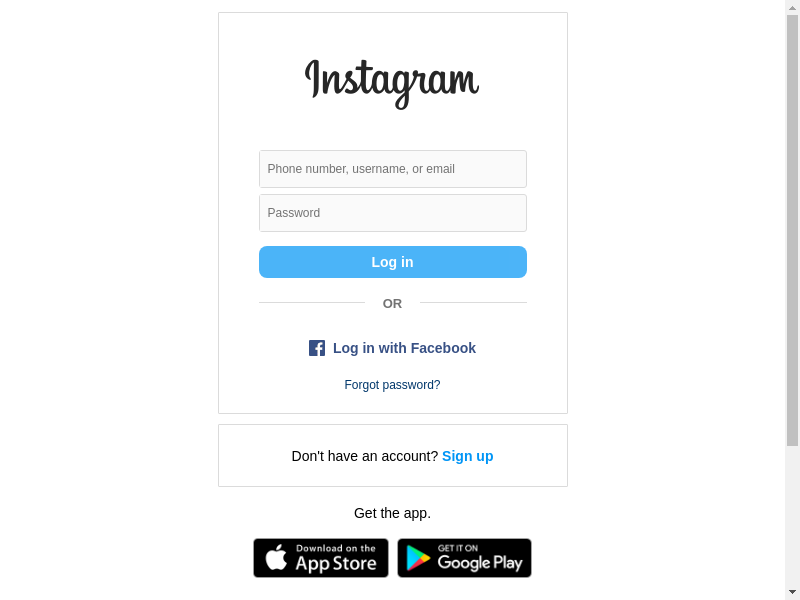 Instagram
Phone number, username, or email
Password
Log in
OR
Log in with Facebook
Forgot password?
Don't have an account? Sign up
Get the app.
Download on the
App Store
GET IT ON
Google Play